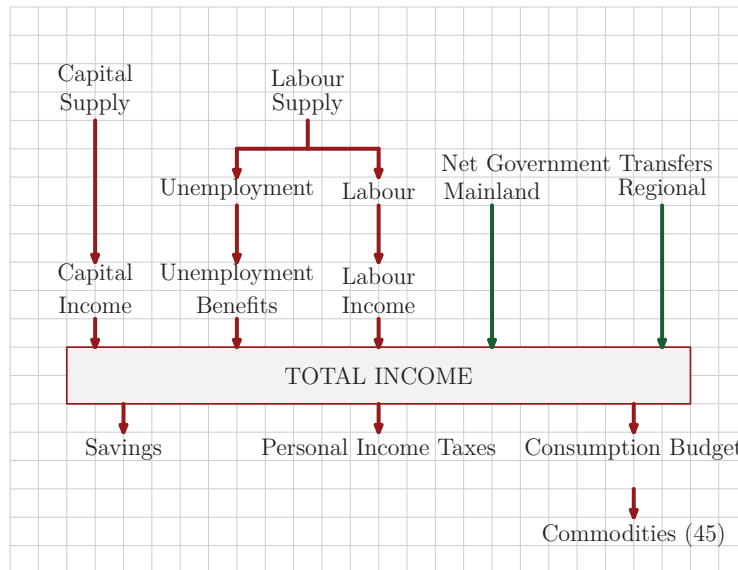 Capital
Supply
Labour
Supply
Net Government Transfers
Unemployment
Labour
Mainland
Regional
Capital
Income
Unemployment
Benefits
Labour
Income
TOTAL INCOME
Savings
Personal Income Taxes
Consumption Budget
Commodities (45)